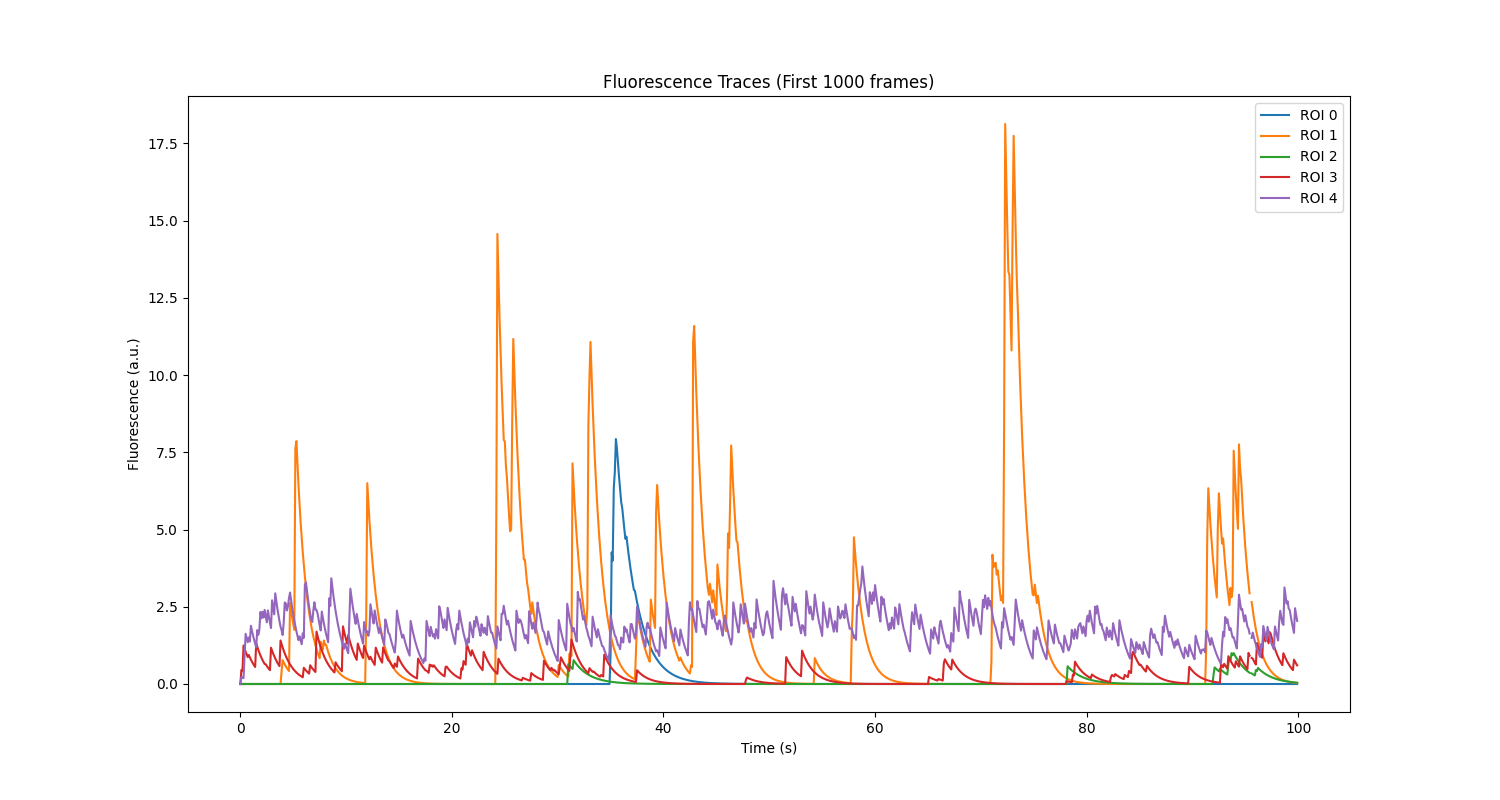 Fluorescence Traces (First 1000 frames)
ROI 0
ROI 1
ROI 2
ROI 3
ROI 4
17.5
15.0
12.5
10.0
7.5
5.0
2.5
0.0
Fluorescence (a.u.)
0 20 40 60 80 100
Time (s)